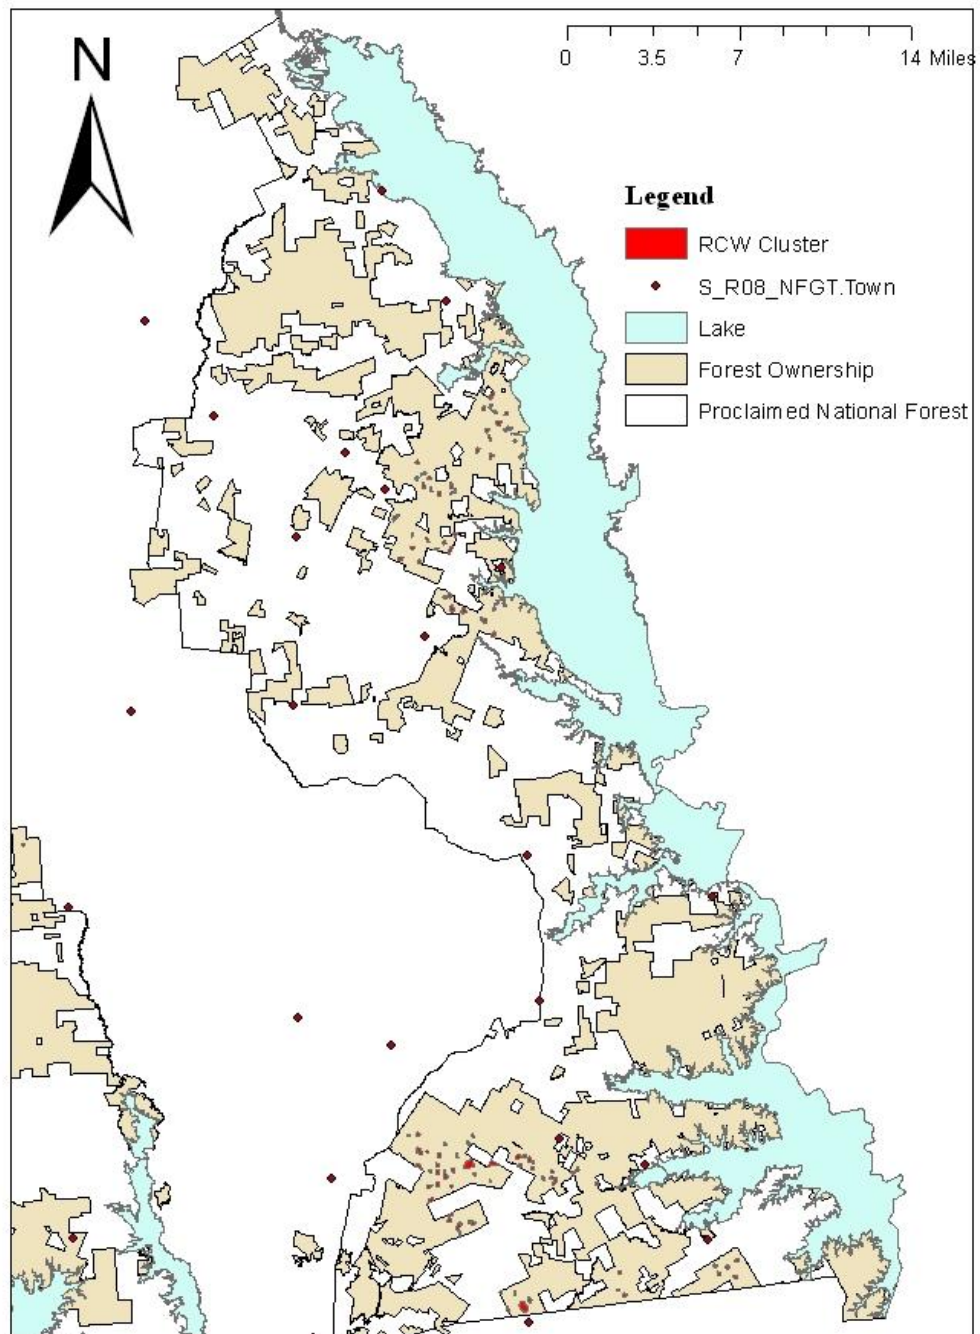 N
0 3.5 7 14 Miles
Legend
RCW Cluster
S_R08_NFGT.Town
Lake
Forest Ownership
Proclaimed National Forest